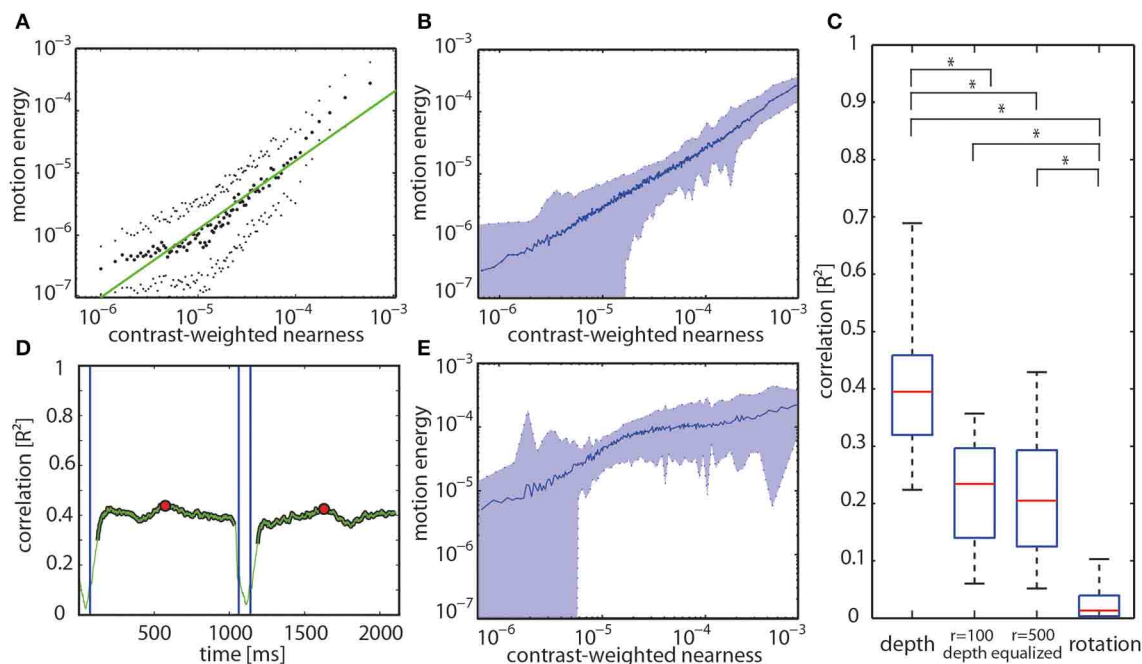 A
10⁻³
10⁻⁴
10⁻⁵
10⁻⁶
10⁻⁷
motion energy
10⁻⁶
10⁻⁵
10⁻⁴
10⁻³
contrast-weighted nearness
B
10⁻³
10⁻⁴
10⁻⁵
10⁻⁶
10⁻⁷
motion energy
10⁻⁶
10⁻⁵
10⁻⁴
10⁻³
contrast-weighted nearness
C
1
0.9
0.8
0.7
0.6
0.5
0.4
0.3
0.2
0.1
0
correlation [R²]
*
*
*
*
*
depth
r=100
r=500
depth equalized
rotation
D
1
0.8
0.6
0.4
0.2
0
correlation [R²]
500
1000
1500
2000
time [ms]
E
10⁻³
10⁻⁴
10⁻⁵
10⁻⁶
10⁻⁷
motion energy
10⁻⁶
10⁻⁵
10⁻⁴
10⁻³
contrast-weighted nearness